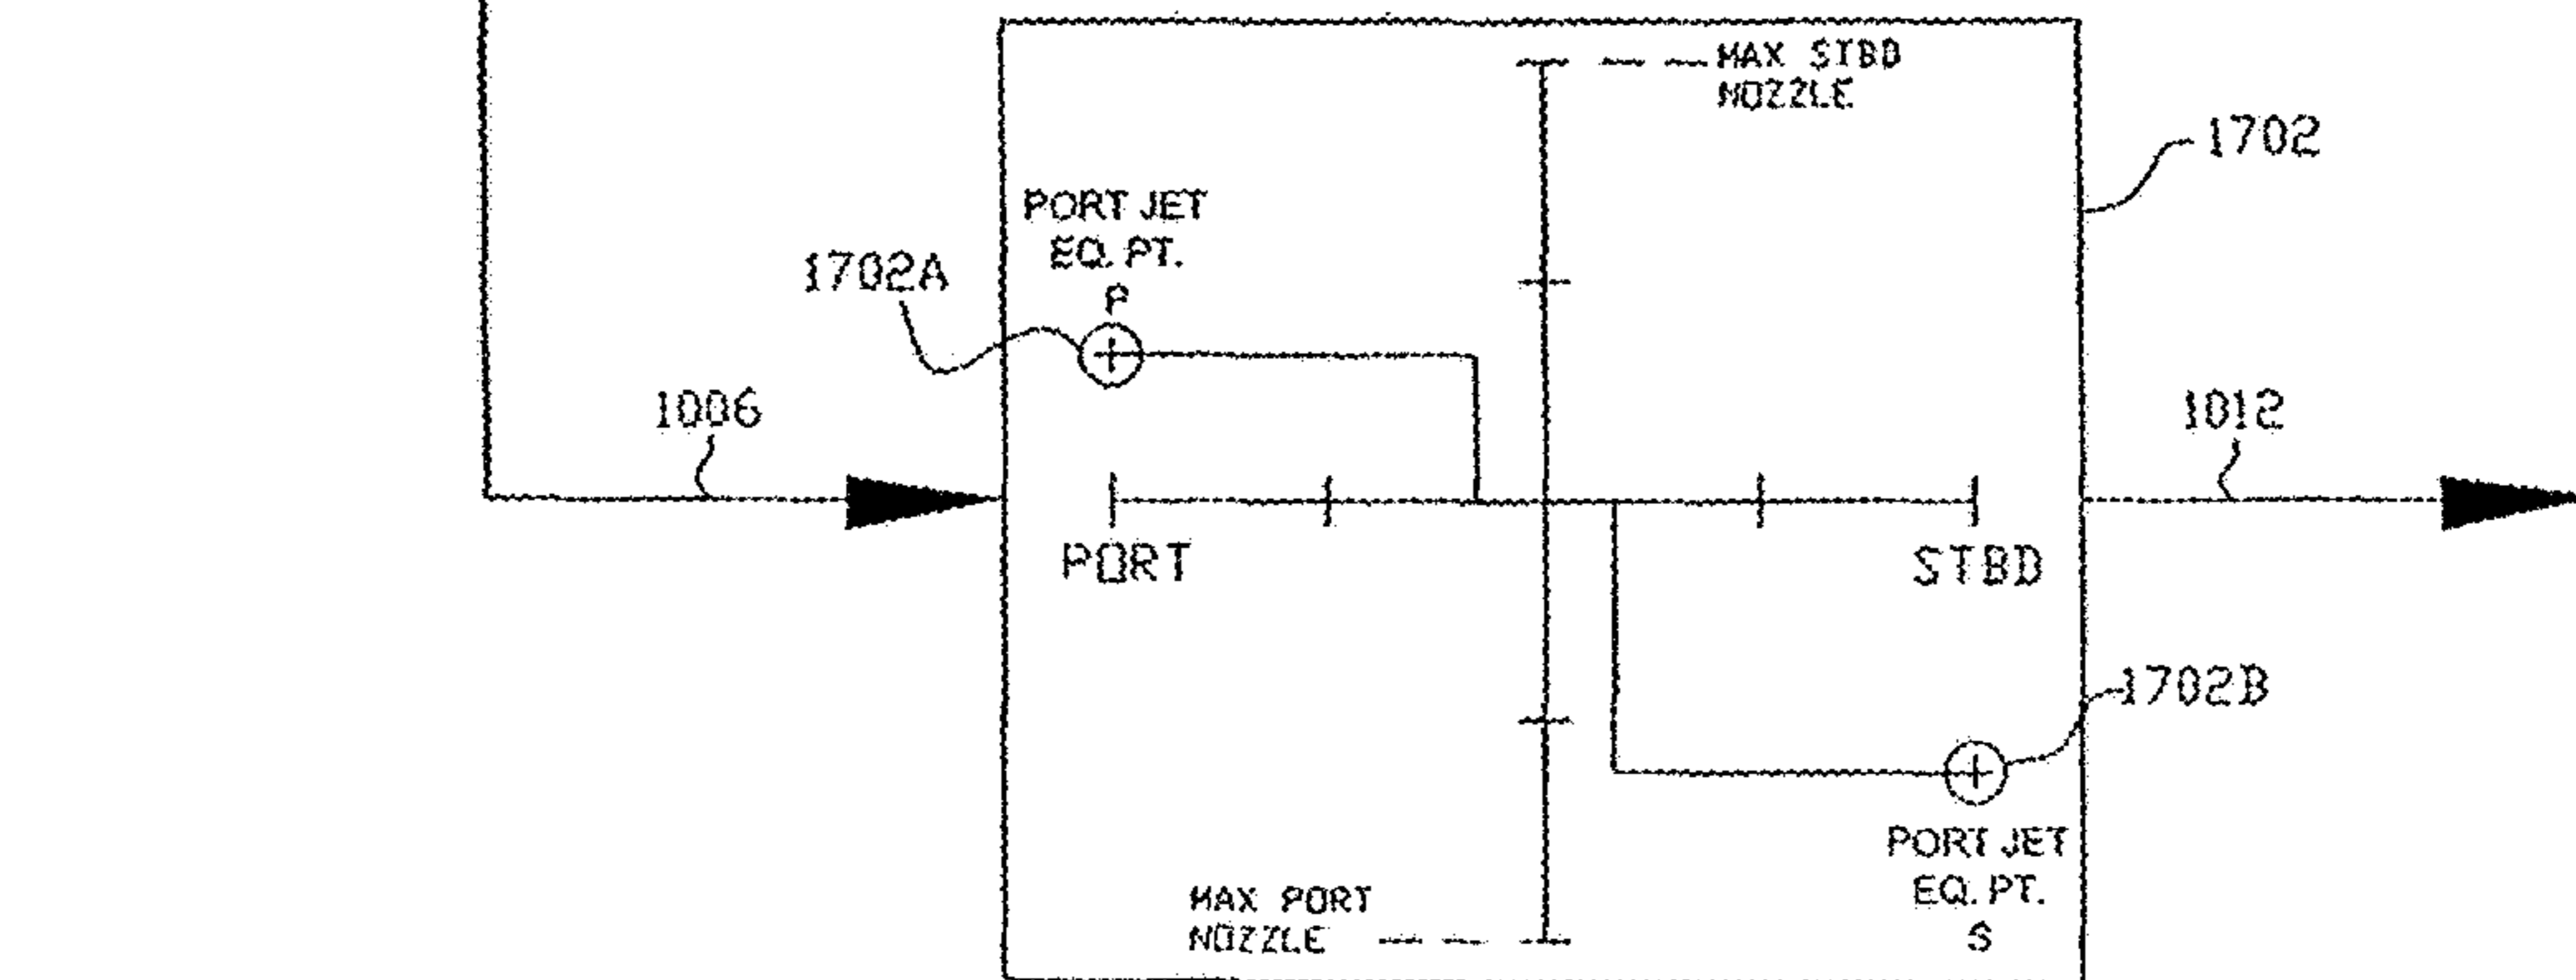 MAX STBD
NOZZLE
1702
PORT JET
EQ. PT.
P
1702A
1006
1012
PORT
STBD
1702B
PORT JET
EQ. PT.
S
MAX PORT
NOZZLE